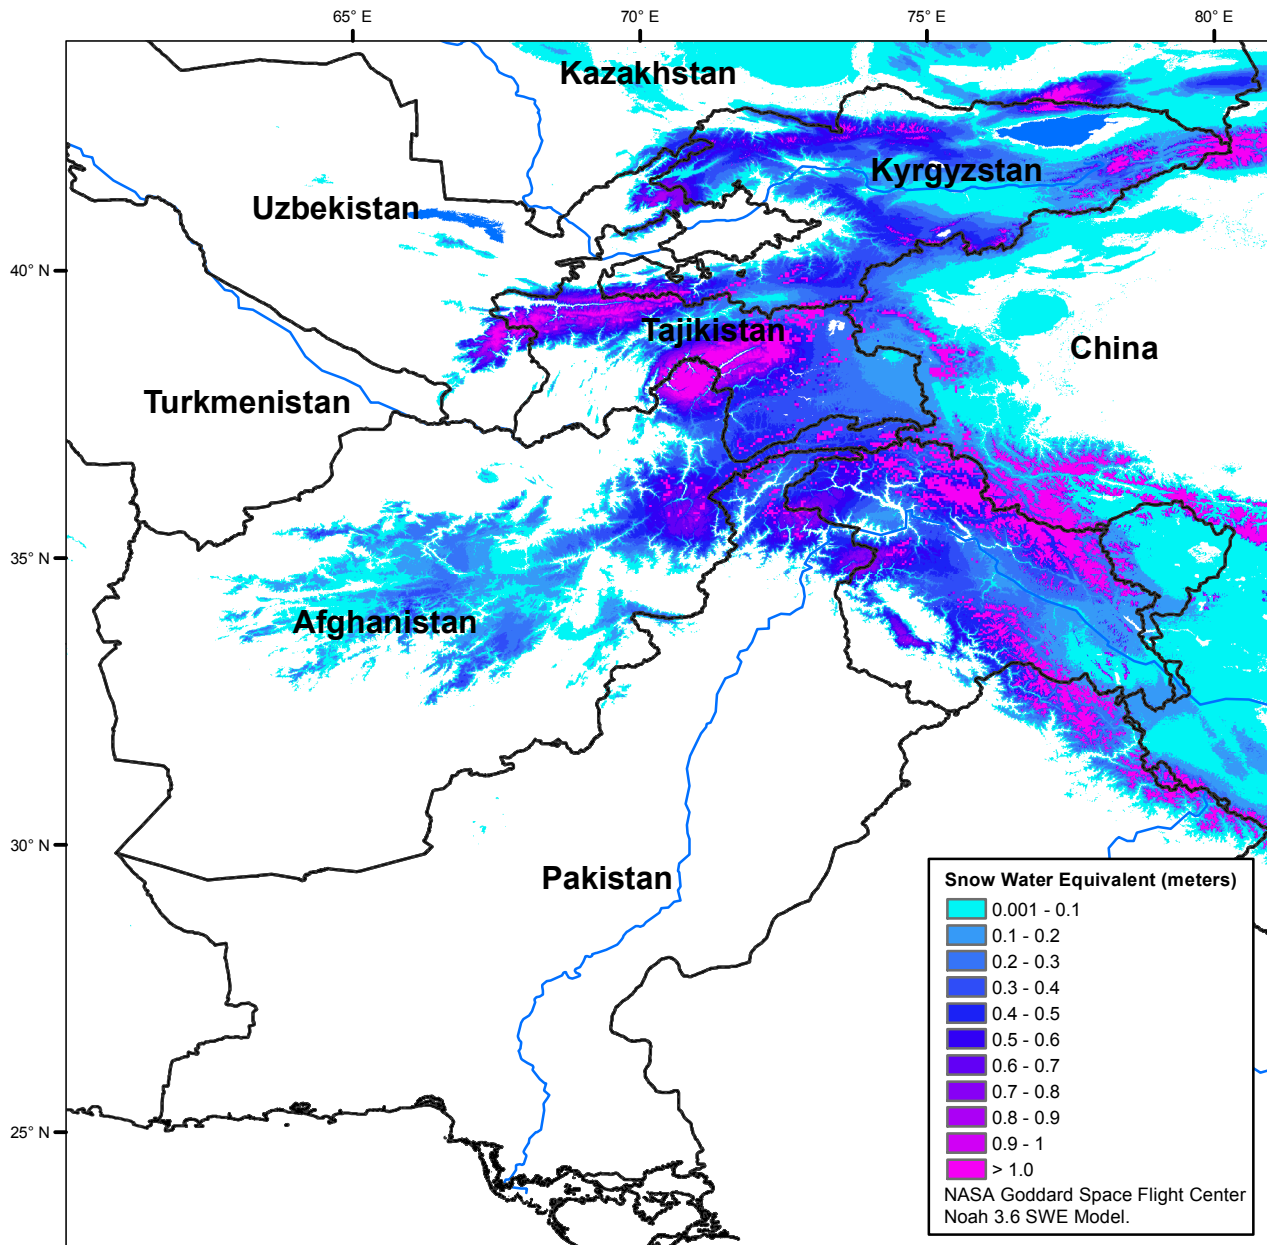 65° E
70° E
75° E
80° E
Kazakhstan
Kyrgyzstan
Uzbekistan
40° N
Tajikistan
China
Turkmenistan
35° N
Afghanistan
30° N
Pakistan
25° N
Snow Water Equivalent (meters)
0.001 - 0.1
0.1 - 0.2
0.2 - 0.3
0.3 - 0.4
0.4 - 0.5
0.5 - 0.6
0.6 - 0.7
0.7 - 0.8
0.8 - 0.9
0.9 - 1
> 1.0
NASA Goddard Space Flight Center
Noah 3.6 SWE Model.